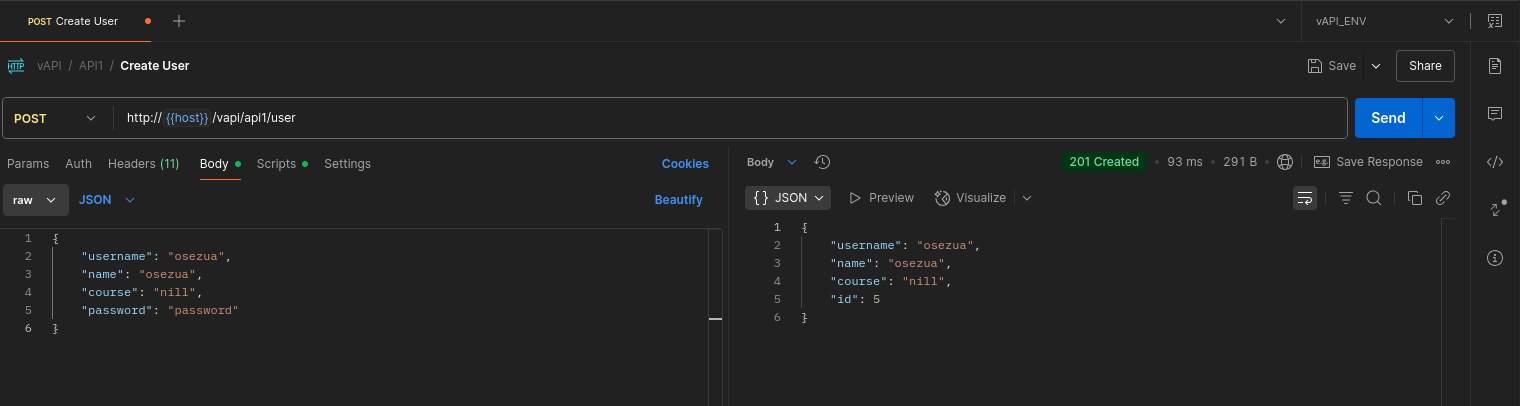 POST Create User
vAPI_ENV
HTTP vAPI / API1 / Create User
Save
Share
POST
http:// {{host}} /vapi/api1/user
Send
Params Auth Headers (11) Body Scripts Settings Cookies
raw JSON Beautify
1 {
2 "username": "osezua",
3 "name": "osezua",
4 "course": "nill",
5 "password": "password"
6 }
Body 201 Created • 93 ms • 291 B • e.g. Save Response
{ } JSON Preview Visualize
1 {
2 "username": "osezua",
3 "name": "osezua",
4 "course": "nill",
5 "id": 5
6 }